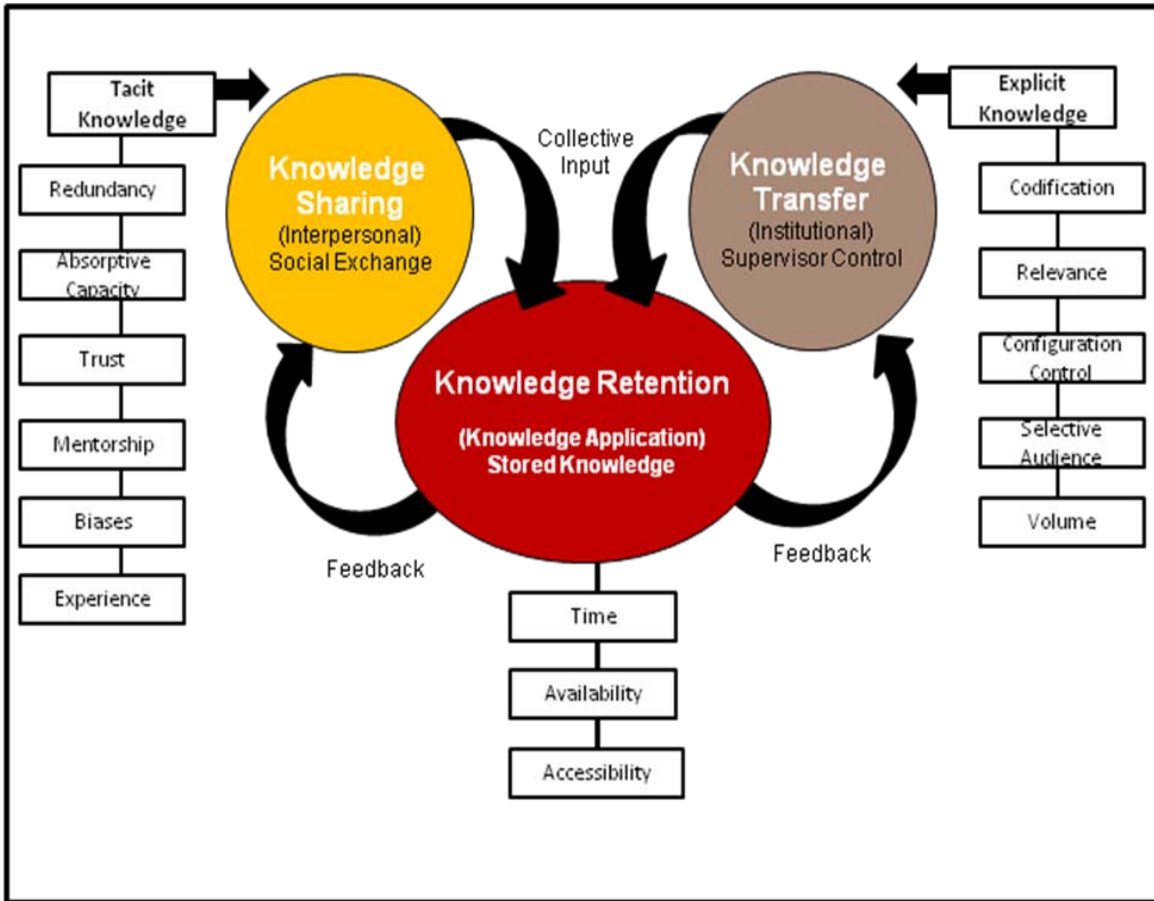 Tacit
Knowledge
Redundancy
Absorptive
Capacity
Trust
Mentorship
Biases
Experience
Knowledge
Sharing
(Interpersonal)
Social Exchange
Collective
Input
Knowledge
Transfer
(Institutional)
Supervisor Control
Explicit
Knowledge
Codification
Relevance
Configuration
Control
Selective
Audience
Volume
Knowledge Retention
(Knowledge Application)
Stored Knowledge
Feedback
Feedback
Time
Availability
Accessibility